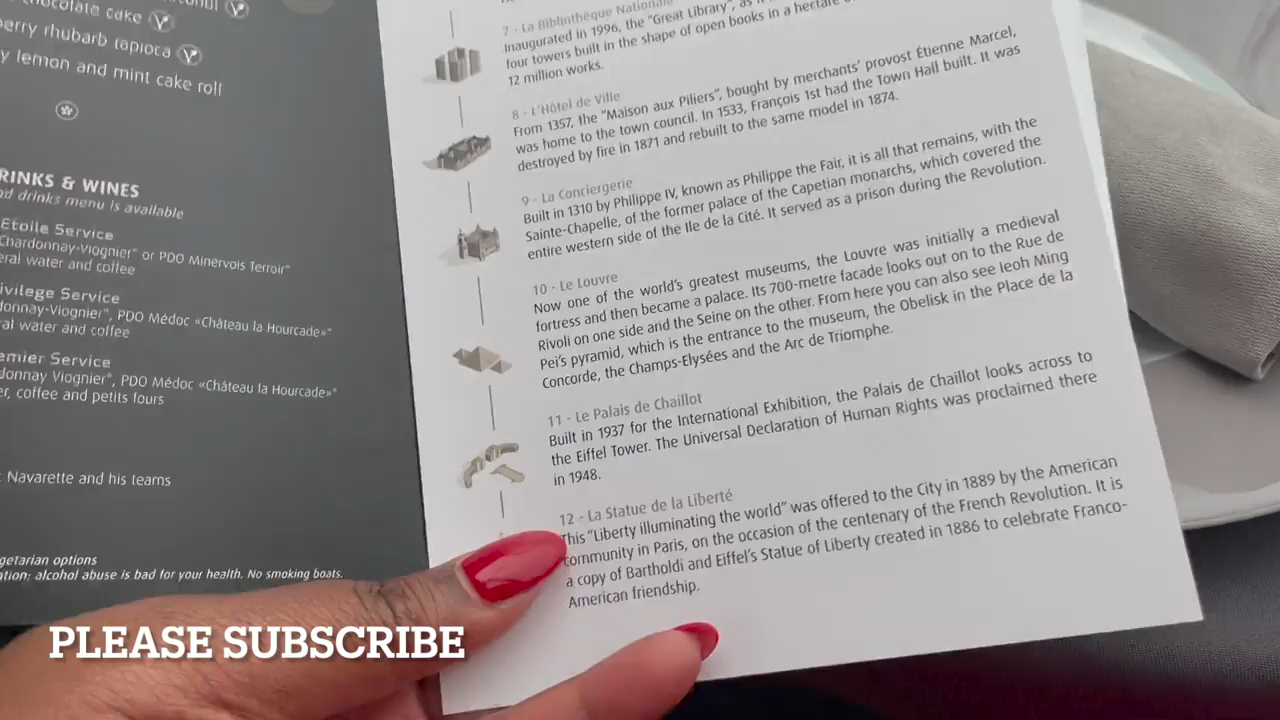 chocolate cake
berry rhubarb tapioca
lemon and mint cake roll
DRINKS & WINES
drinks menu is available
Etoile Service
Chardonnay-Viognier* or PDO Minervois Terroir*
mineral water and coffee
Privilege Service
Viognier*, PDO Médoc «Château la Hourcade»*
water and coffee
Premier Service
Viognier*, PDO Médoc «Château la Hourcade»*
coffee and petits fours
Navarette and his teams
vegetarian options
alcohol abuse is bad for your health. No smoking boats.
7 - La Bibliothèque Nationale
Inaugurated in 1996, the "Great Library", as it
four towers built in the shape of open books in a hectare
12 million works.
8 - L'Hôtel de Ville
From 1357, the "Maison aux Piliers", bought by merchants' provost Étienne Marcel,
was home to the town council. In 1533, François 1st had the Town Hall built. It was
destroyed by fire in 1871 and rebuilt to the same model in 1874.
9 - La Conciergerie
Built in 1310 by Philippe IV, known as Philippe the Fair, it is all that remains, with the
Sainte-Chapelle, of the former palace of the Capetian monarchs, which covered the
entire western side of the Ile de la cité. It served as a prison during the Revolution.
10 - Le Louvre
Now one of the world's greatest museums, the Louvre was initially a medieval
fortress and then became a palace. Its 700-metre facade looks out on to the Rue de
Rivoli on one side and the Seine on the other. From here you can also see Ieoh Ming
Pei's pyramid, which is the entrance to the museum, the Obelisk in the Place de la
Concorde, the Champs-Elysées and the Arc de Triomphe.
11 - Le Palais de Chaillot
Built in 1937 for the International Exhibition, the Palais de Chaillot looks across to
the Eiffel Tower. The Universal Declaration of Human Rights was proclaimed there
in 1948.
12 - La Statue de la Liberté
This "Liberty illuminating the world" was offered to the City in 1889 by the American
community in Paris, on the occasion of the centenary of the French Revolution. It is
a copy of Bartholdi and Eiffel's Statue of Liberty created in 1886 to celebrate Franco-
American friendship.
PLEASE SUBSCRIBE